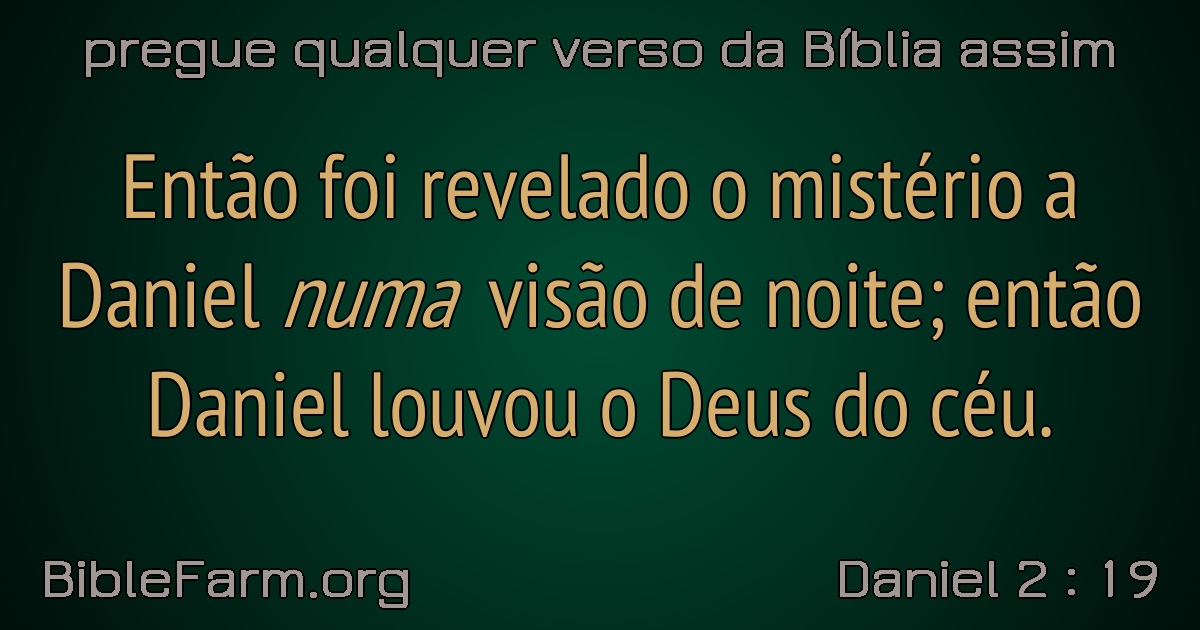 pregue qualquer verso da Bíblia assim
Então foi revelado o mistério a
Daniel numa visão de noite; então
Daniel louvou o Deus do céu.
BibleFarm.org
Daniel 2 : 19